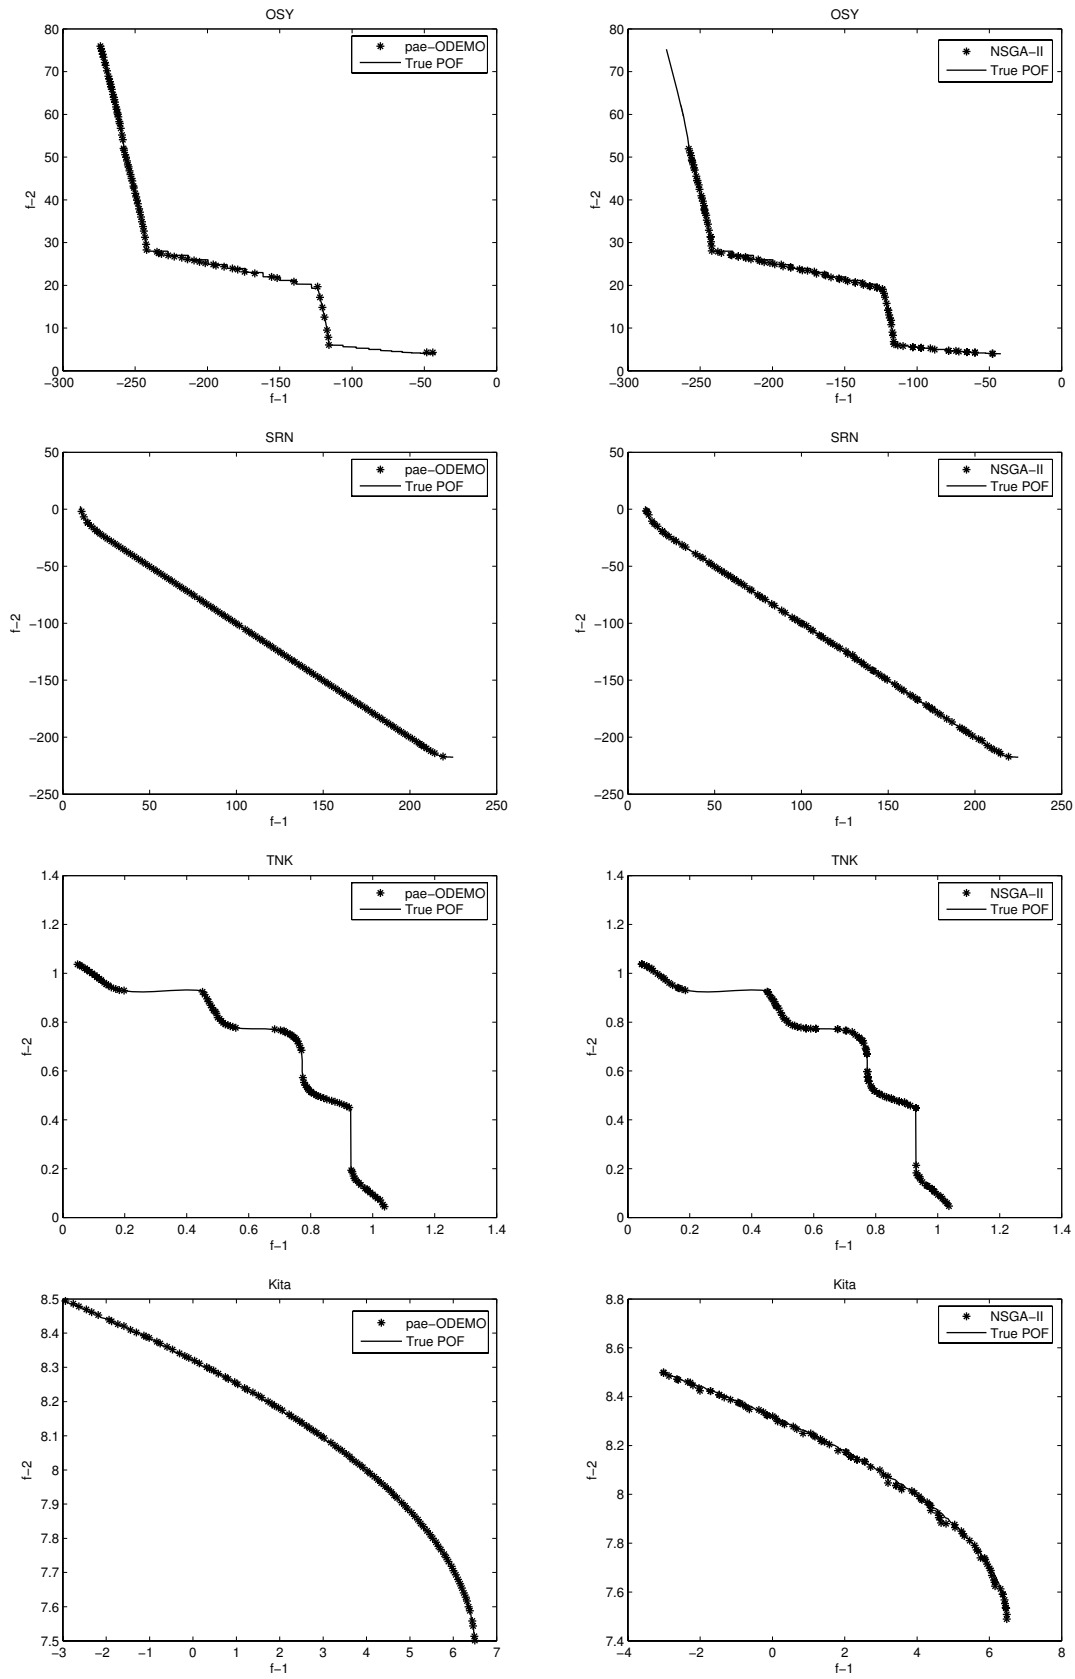 OSY
80
70
60
50
40
30
20
10
0
f−2
−300 −250 −200 −150 −100 −50 0
f−1
pae−ODEMO
True POF
OSY
80
70
60
50
40
30
20
10
0
f−2
−300 −250 −200 −150 −100 −50 0
f−1
NSGA−II
True POF
SRN
50
0
−50
−100
−150
−200
−250
f−2
0 50 100 150 200 250
f−1
pae−ODEMO
True POF
SRN
50
0
−50
−100
−150
−200
−250
f−2
0 50 100 150 200 250
f−1
NSGA−II
True POF
TNK
1.4
1.2
1
0.8
0.6
0.4
0.2
0
f−2
0 0.2 0.4 0.6 0.8 1 1.2 1.4
f−1
pae−ODEMO
True POF
TNK
1.4
1.2
1
0.8
0.6
0.4
0.2
0
f−2
0 0.2 0.4 0.6 0.8 1 1.2 1.4
f−1
NSGA−II
True POF
Kita
8.5
8.4
8.3
8.2
8.1
8
7.9
7.8
7.7
7.6
7.5
f−2
−3 −2 −1 0 1 2 3 4 5 6 7
f−1
pae−ODEMO
True POF
Kita
8.8
8.6
8.4
8.2
8
7.8
7.6
7.4
f−2
−4 −2 0 2 4 6 8
f−1
NSGA−II
True POF